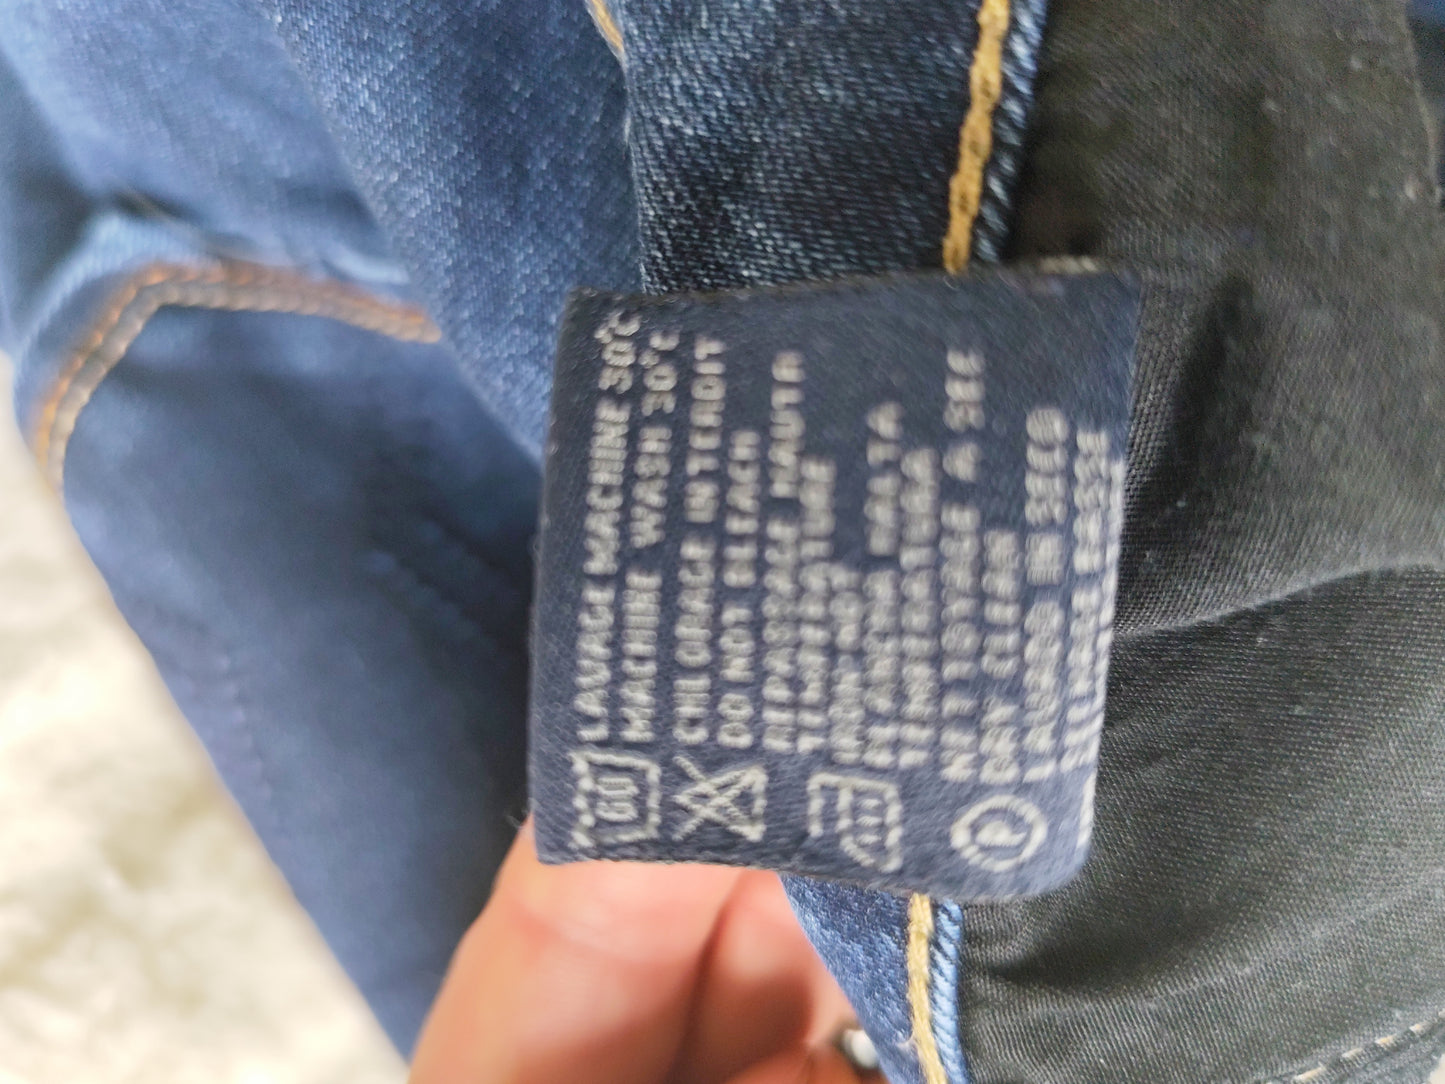 LAVAGE MACHINE 30°C
MACHINE WASH 30°C
CHLORAGE INTERDIT
DO NOT BLEACH
REPASSAGE HAUTE
TEMPERATURE
IRON HOT
PLANCHA ALTA
TEMPERATURA
NETTOYAGE A SEC
DRY CLEAN
LAVADO EN SECO
60
P